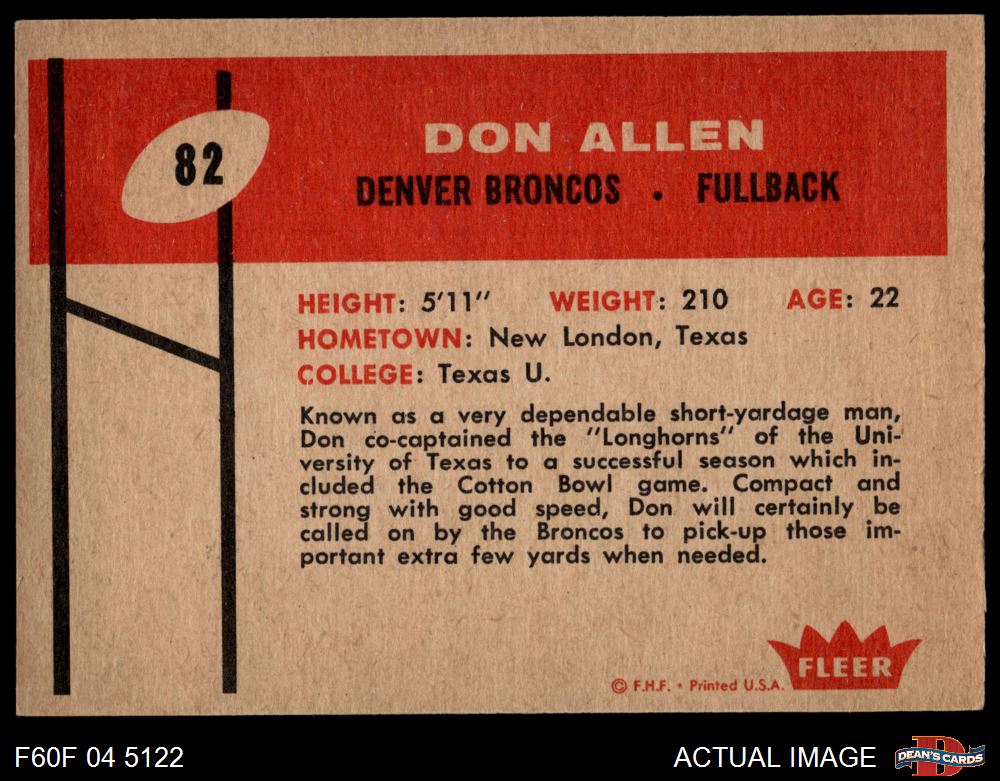 82
DON ALLEN
DENVER BRONCOS • FULLBACK
HEIGHT: 5'11" WEIGHT: 210 AGE: 22
HOMETOWN: New London, Texas
COLLEGE: Texas U.
Known as a very dependable short-yardage man,
Don co-captained the "Longhorns" of the Uni-
versity of Texas to a successful season which in-
cluded the Cotton Bowl game. Compact and
strong with good speed, Don will certainly be
called on by the Broncos to pick-up those im-
portant extra few yards when needed.
FLEER
© F.H.F. • Printed U.S.A.
F60F 04 5122
ACTUAL IMAGE
D
DEAN'S CARDS